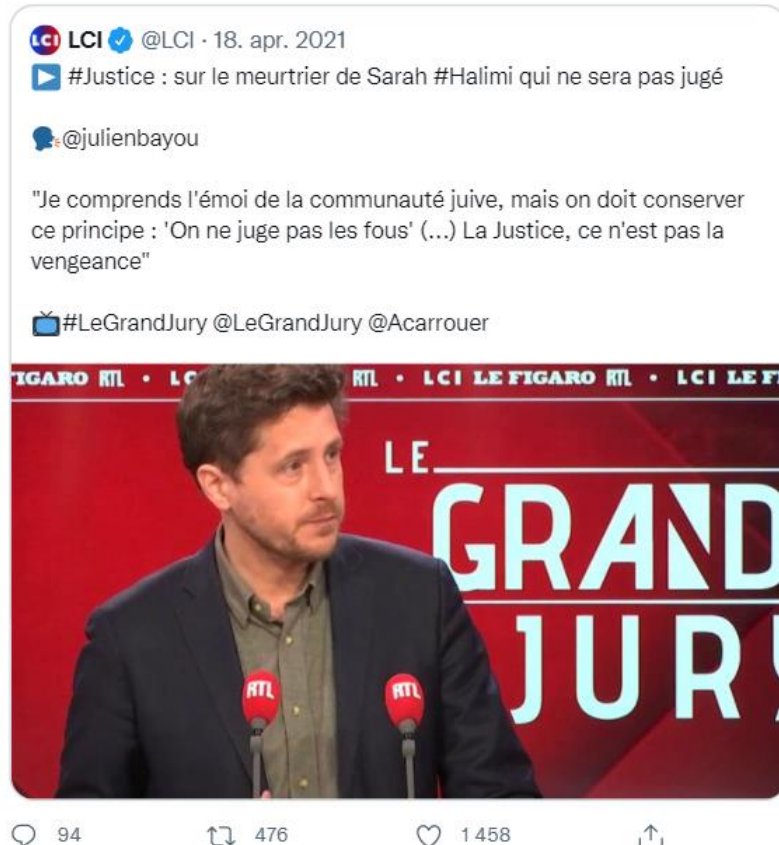 LCI LCI @LCI · 18. apr. 2021
#Justice : sur le meurtrier de Sarah #Halimi qui ne sera pas jugé
@julienbayou
"Je comprends l'émoi de la communauté juive, mais on doit conserver
ce principe : 'On ne juge pas les fous' (...) La Justice, ce n'est pas la
vengeance"
#LeGrandJury @LeGrandJury @Acarrouer
IGARO RTL • LC RTL • LCI LE FIGARO RTL • LCI LE F
LE
GRAND
JURY
RTL RTL
94 476 1 458